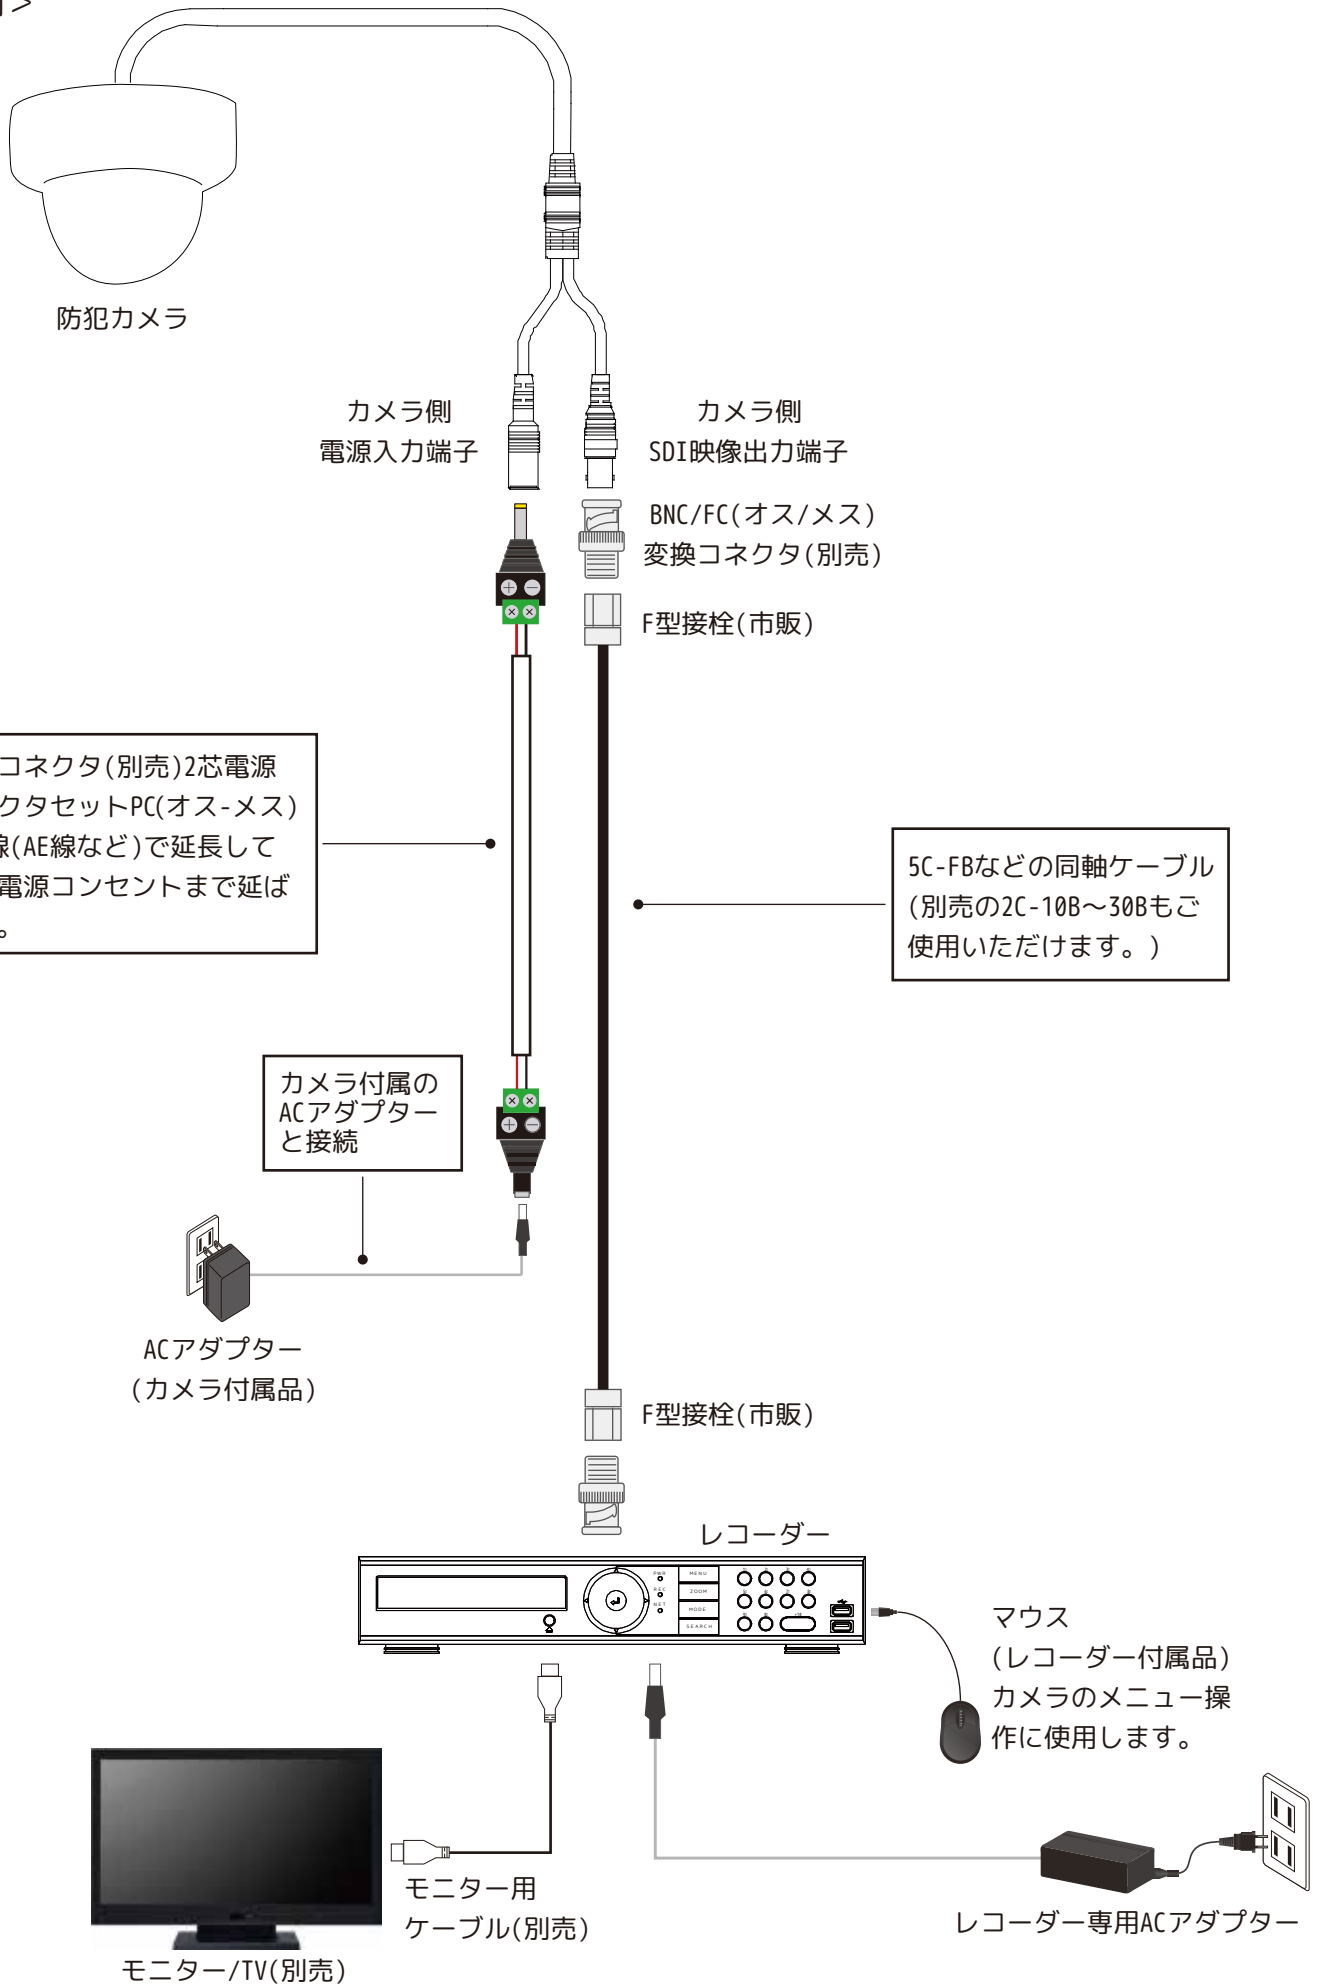 防犯カメラ
カメラ側
電源入力端子
カメラ側
SDI映像出力端子
BNC/FC(オス/メス)
変換コネクタ(別売)
F型接栓(市販)
コネクタ(別売)2芯電源
クタセットPC(オス-メス)
線(AE線など)で延長して
電源コンセントまで延ば
。
5C-FBなどの同軸ケーブル
(別売の2C-10B～30Bもご
使用いただけます。)
カメラ付属の
ACアダプター
と接続
ACアダプター
(カメラ付属品)
F型接栓(市販)
レコーダー
PWR
REC
NET
MENU
ZOOM
MODE
SEARCH
マウス
(レコーダー付属品)
カメラのメニュー操
作に使用します。
モニター用
ケーブル(別売)
レコーダー専用ACアダプター
モニター/TV(別売)